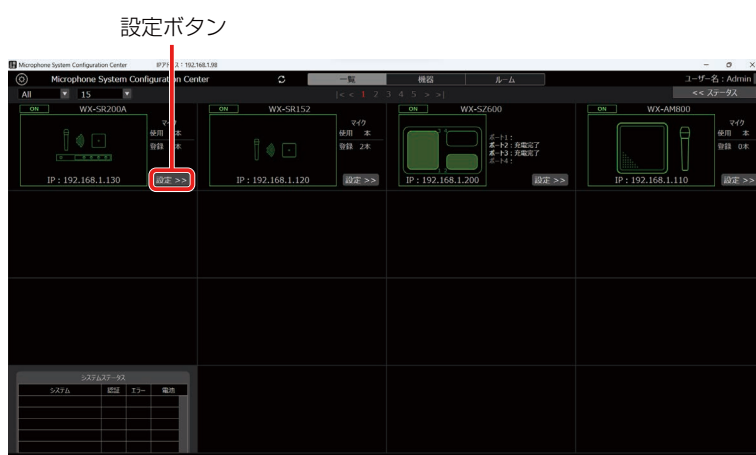 設定ボタン
Microphone System Configuration Center IPアドレス：192.168.1.98
Microphone System Configuration Center 一覧 機器 ルーム ユーザー名：Admin
All 15 |< < 1 2 3 4 5 > >| << ステータス
ON WX-SR200A
マイク
使用 本
登録 本
IP：192.168.1.130 設定 >>
ON WX-SR152
マイク
使用 本
登録 2本
IP：192.168.1.120 設定 >>
ON WX-SZ600
ポート1：
ポート2：充電完了
ポート3：充電完了
ポート4：
IP：192.168.1.200 設定 >>
ON WX-AM800
マイク
使用 本
登録 0本
IP：192.168.1.110 設定 >>
システムステータス
システム 認証 エラー 電池